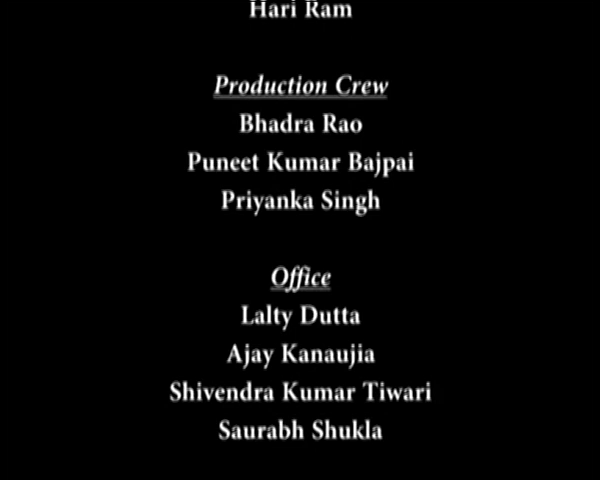 Hari Ram
Production Crew
Bhadra Rao
Puneet Kumar Bajpai
Priyanka Singh
Office
Lalty Dutta
Ajay Kanaujia
Shivendra Kumar Tiwari
Saurabh Shukla